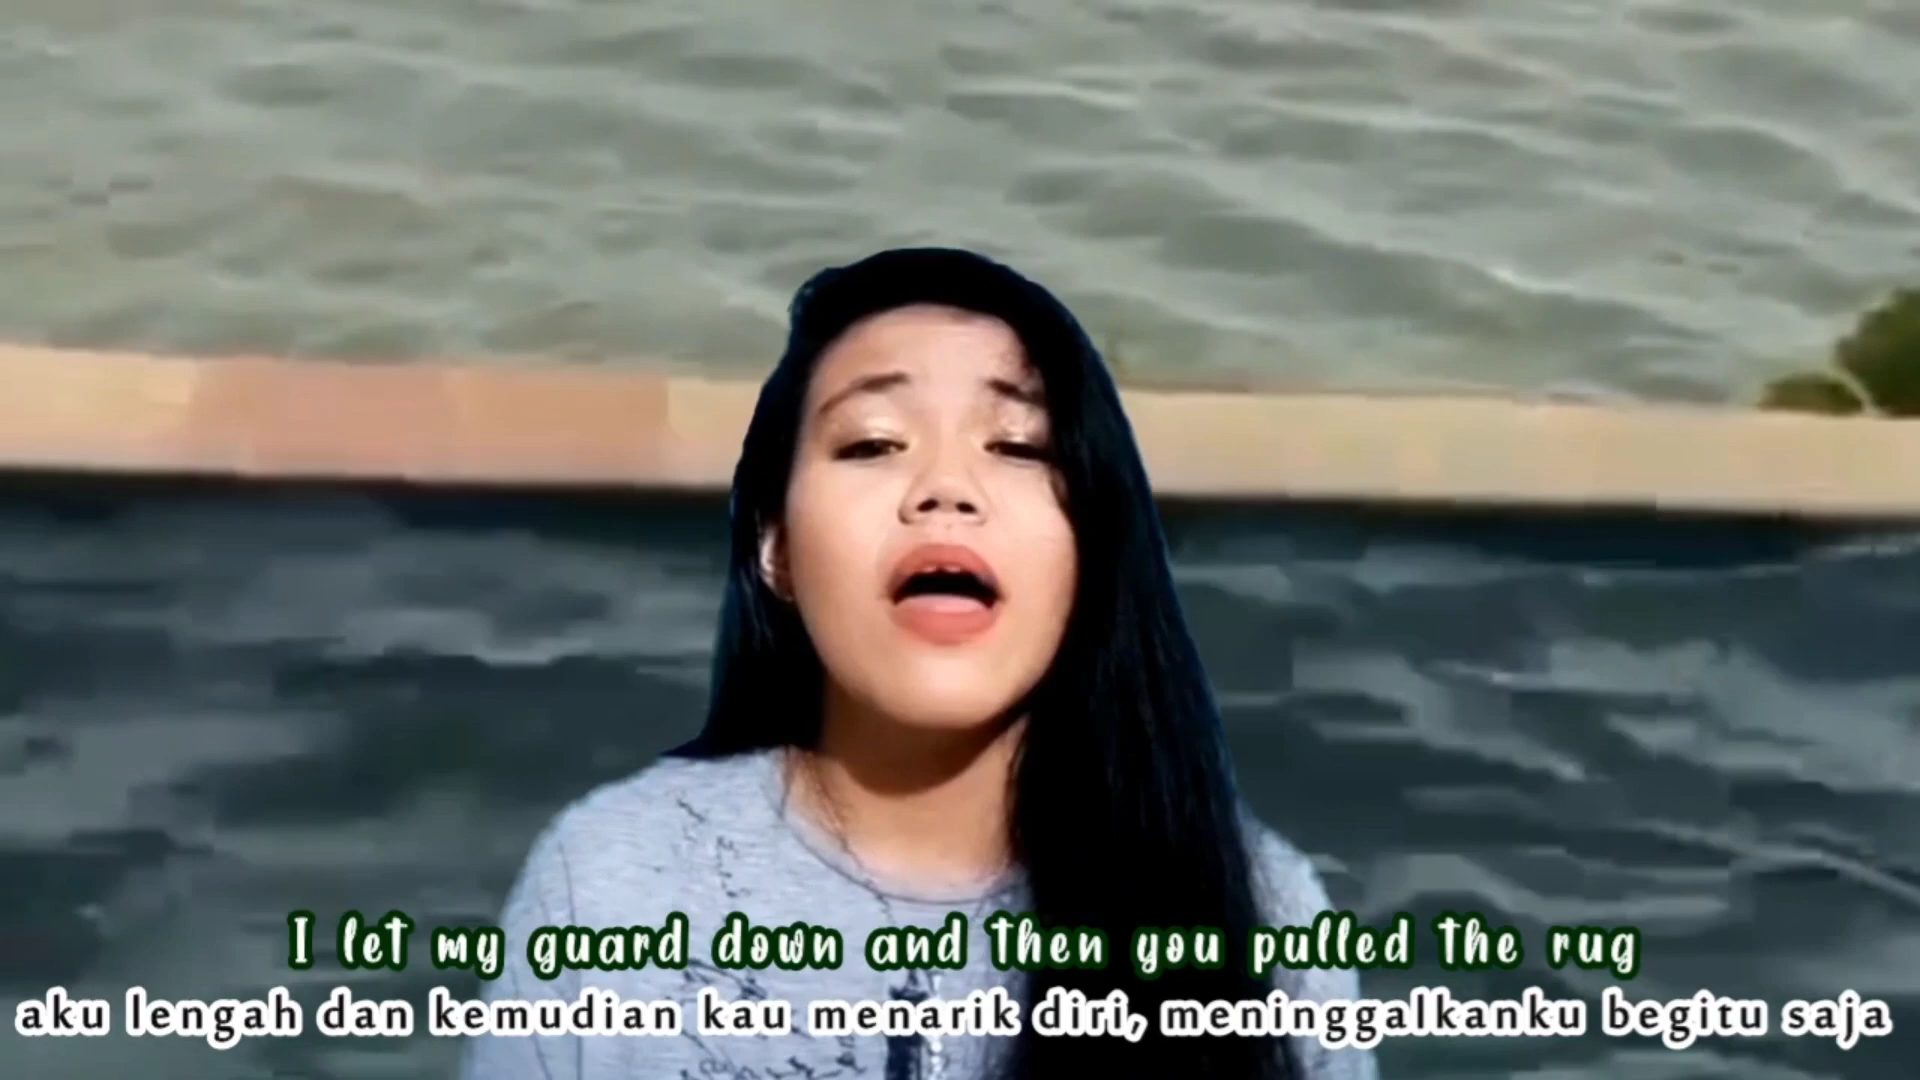 I let my guard down and then you pulled the rug
aku lengah dan kemudian kau menarik diri, meninggalkanku begitu saja